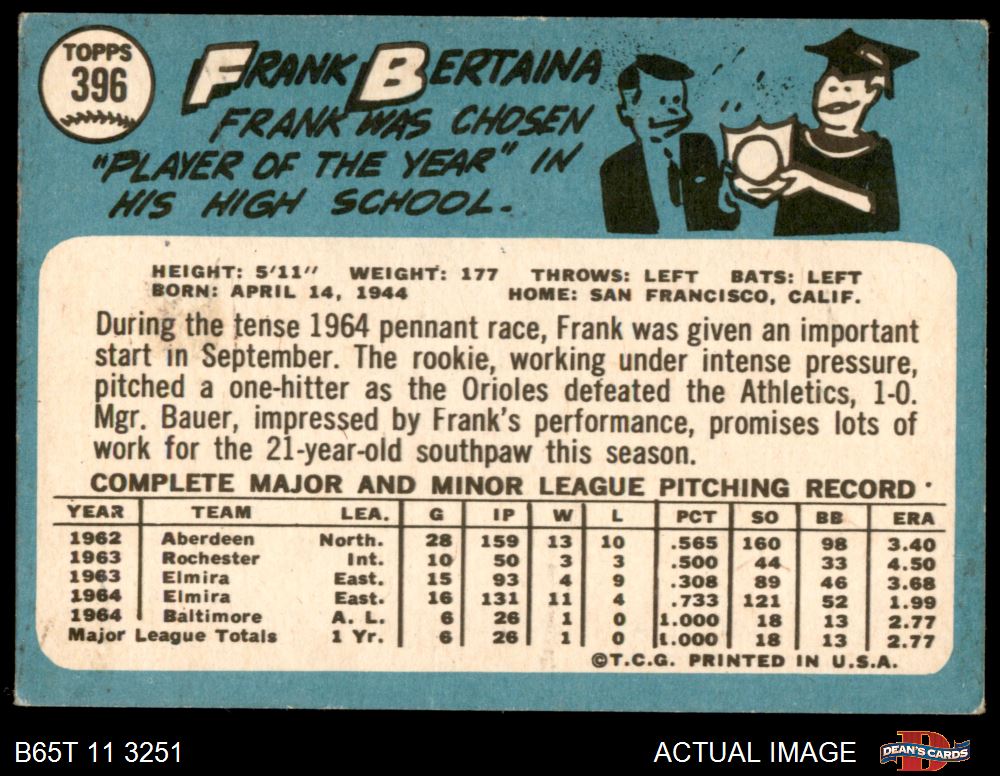 TOPPS
396
FRANK BERTAINA
FRANK WAS CHOSEN
"PLAYER OF THE YEAR" IN
HIS HIGH SCHOOL.
HEIGHT: 5'11" WEIGHT: 177 THROWS: LEFT BATS: LEFT
BORN: APRIL 14, 1944 HOME: SAN FRANCISCO, CALIF.
During the tense 1964 pennant race, Frank was given an important
start in September. The rookie, working under intense pressure,
pitched a one-hitter as the Orioles defeated the Athletics, 1-0.
Mgr. Bauer, impressed by Frank's performance, promises lots of
work for the 21-year-old southpaw this season.
COMPLETE MAJOR AND MINOR LEAGUE PITCHING RECORD
YEAR TEAM LEA. G IP W L PCT SO BB ERA
1962 Aberdeen North. 28 159 13 10 .565 160 98 3.40
1963 Rochester Int. 10 50 3 3 .500 44 33 4.50
1963 Elmira East. 15 93 4 9 .308 89 46 3.68
1964 Elmira East. 16 131 11 4 .733 121 52 1.99
1964 Baltimore A. L. 6 26 1 0 1.000 18 13 2.77
Major League Totals 1 Yr. 6 26 1 0 1.000 18 13 2.77
©T.C.G. PRINTED IN U.S.A.
B65T 11 3251 ACTUAL IMAGE D DEAN'S CARDS